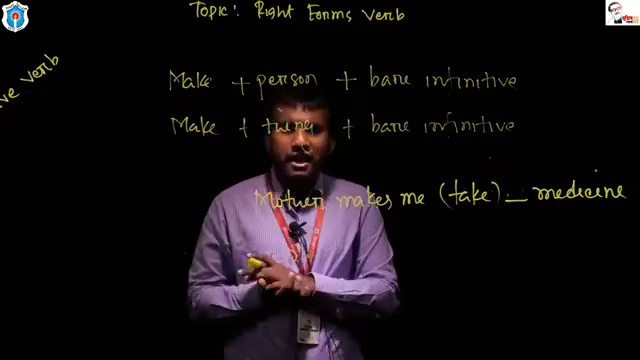 Topic: Right Forms Verb
ve verb
Make + person + bare infinitive
Make + thing + bare infinitive
Mother makes me (take) _ medicine